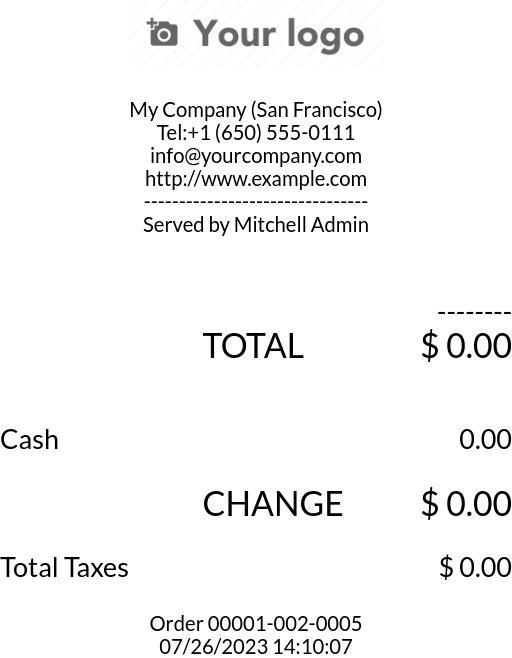 Your logo
My Company (San Francisco)
Tel:+1 (650) 555-0111
info@yourcompany.com
http://www.example.com
--------------------------------
Served by Mitchell Admin
--------
TOTAL $ 0.00
Cash 0.00
CHANGE $ 0.00
Total Taxes $ 0.00
Order 00001-002-0005
07/26/2023 14:10:07